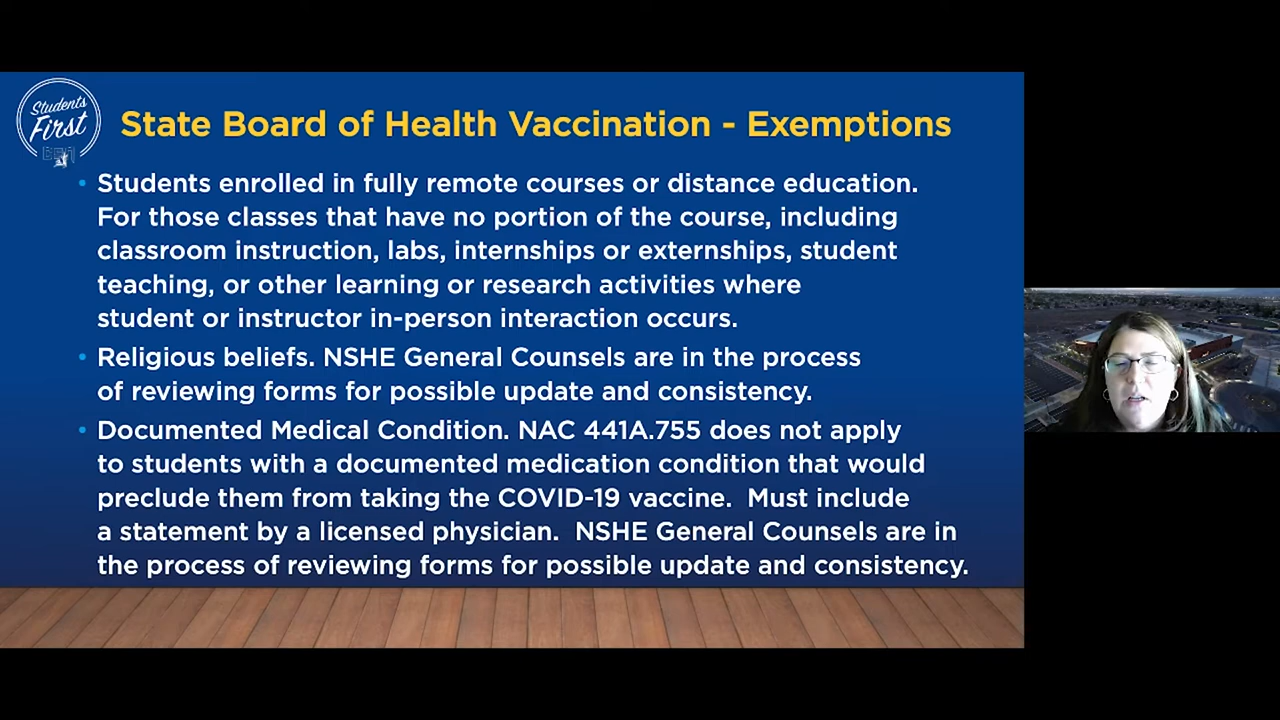 Students
First
State Board of Health Vaccination - Exemptions
• Students enrolled in fully remote courses or distance education.
For those classes that have no portion of the course, including
classroom instruction, labs, internships or externships, student
teaching, or other learning or research activities where
student or instructor in-person interaction occurs.
• Religious beliefs. NSHE General Counsels are in the process
of reviewing forms for possible update and consistency.
• Documented Medical Condition. NAC 441A.755 does not apply
to students with a documented medication condition that would
preclude them from taking the COVID-19 vaccine. Must include
a statement by a licensed physician. NSHE General Counsels are in
the process of reviewing forms for possible update and consistency.